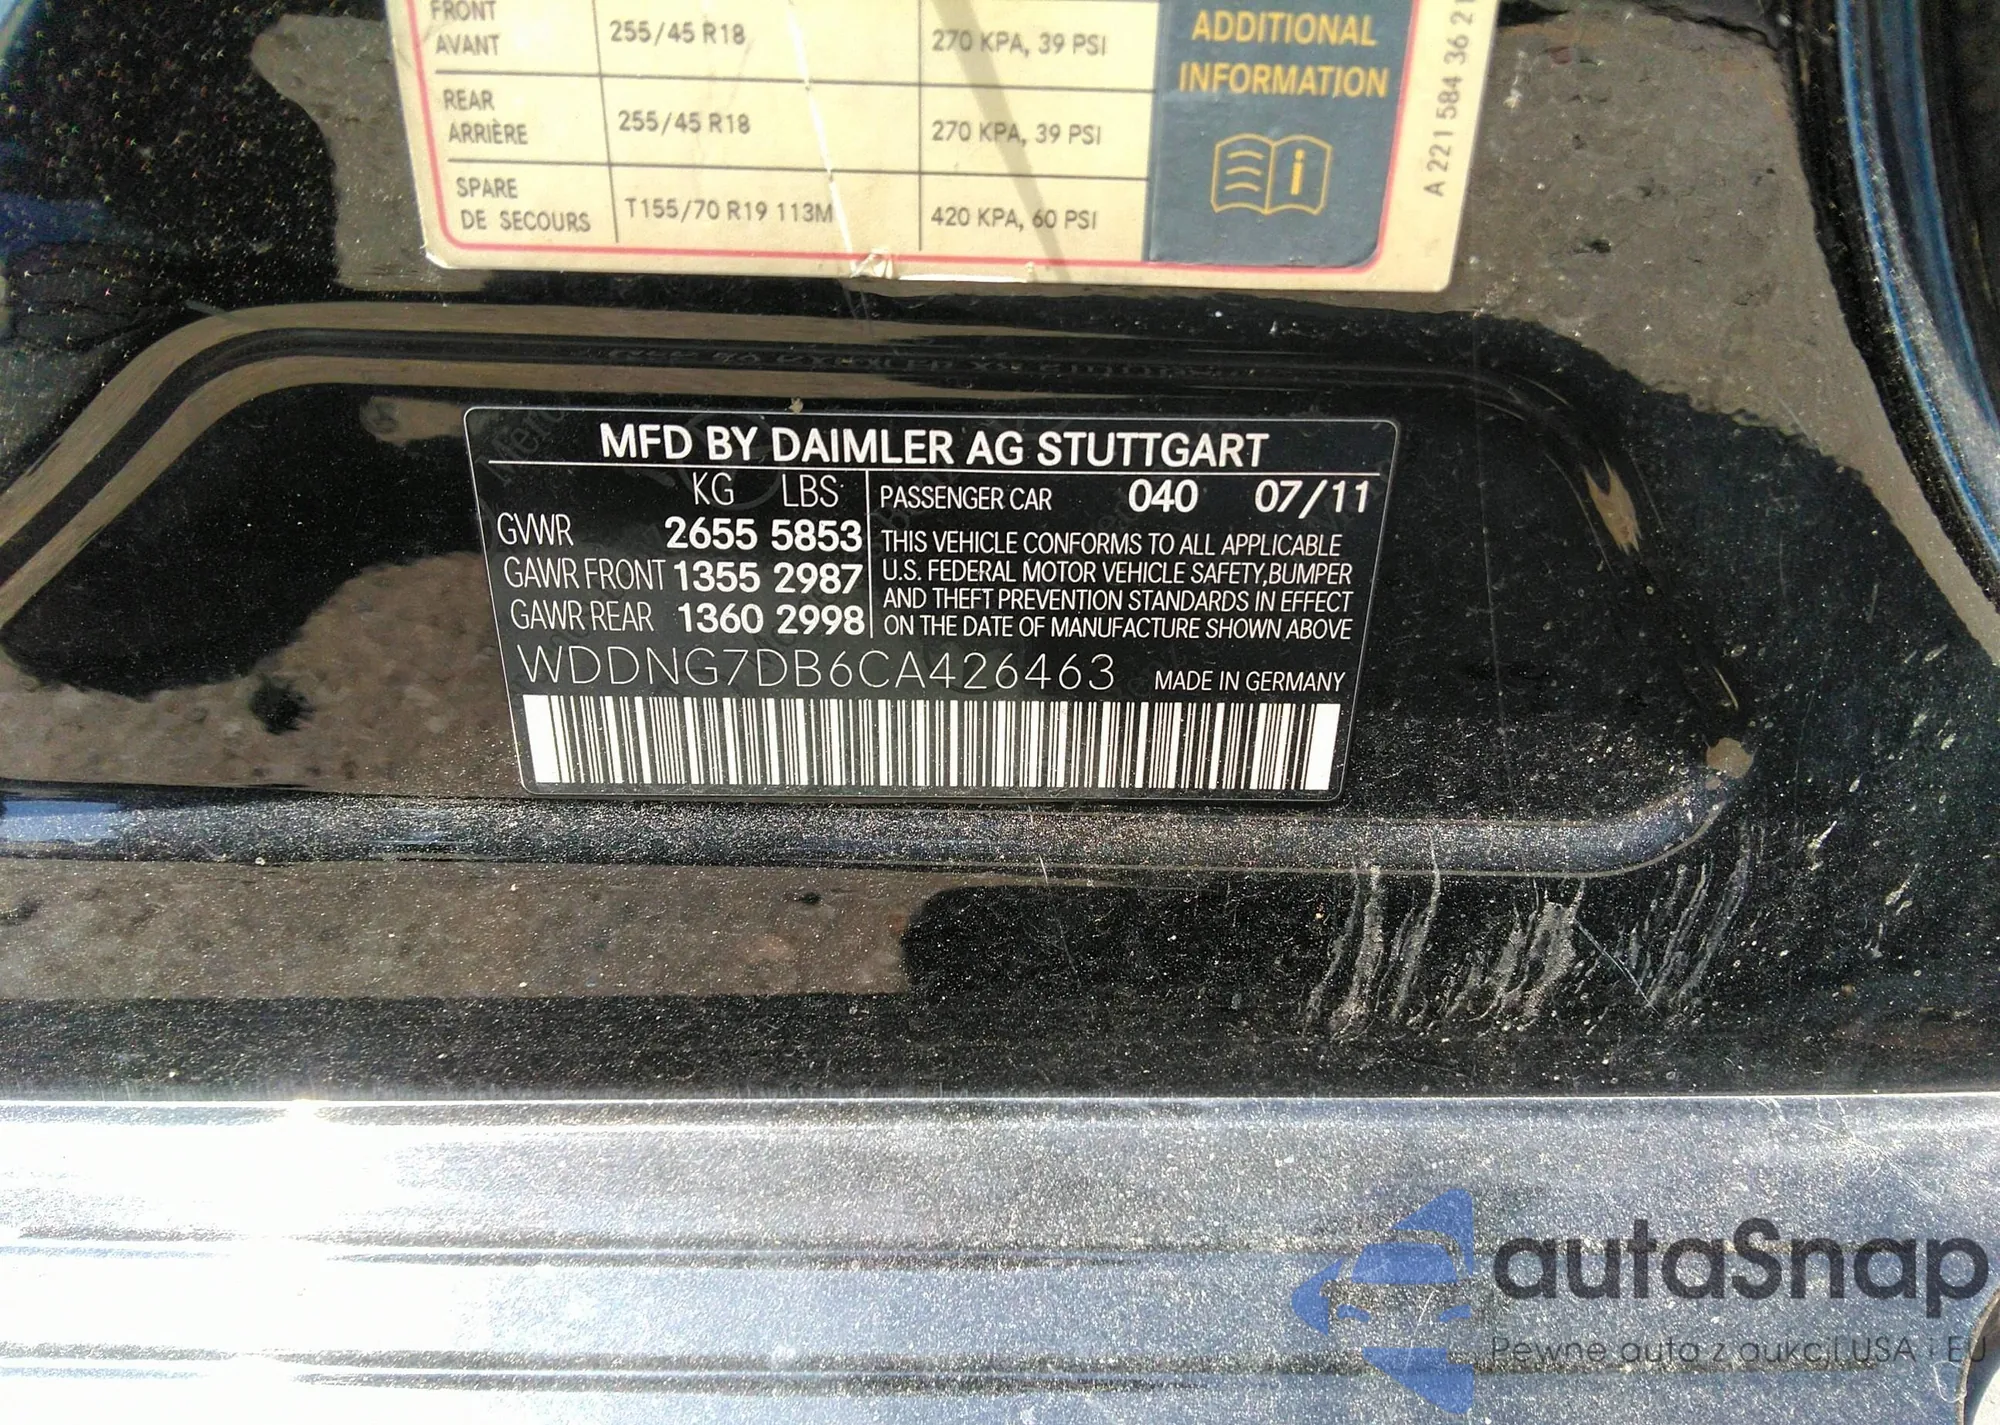 FRONT
AVANT
255/45 R18
270 KPA, 39 PSI
REAR
ARRIÈRE
255/45 R18
270 KPA, 39 PSI
SPARE
DE SECOURS
T155/70 R19 113M
420 KPA, 60 PSI
ADDITIONAL
INFORMATION
A 221 584 36 21
MFD BY DAIMLER AG STUTTGART
KG LBS
GVWR 2655 5853
GAWR FRONT 1355 2987
GAWR REAR 1360 2998
PASSENGER CAR 040 07/11
THIS VEHICLE CONFORMS TO ALL APPLICABLE
U.S. FEDERAL MOTOR VEHICLE SAFETY,BUMPER
AND THEFT PREVENTION STANDARDS IN EFFECT
ON THE DATE OF MANUFACTURE SHOWN ABOVE
WDDNG7DB6CA426463
MADE IN GERMANY
autaSnap
Pewne auta z aukcji USA i EU